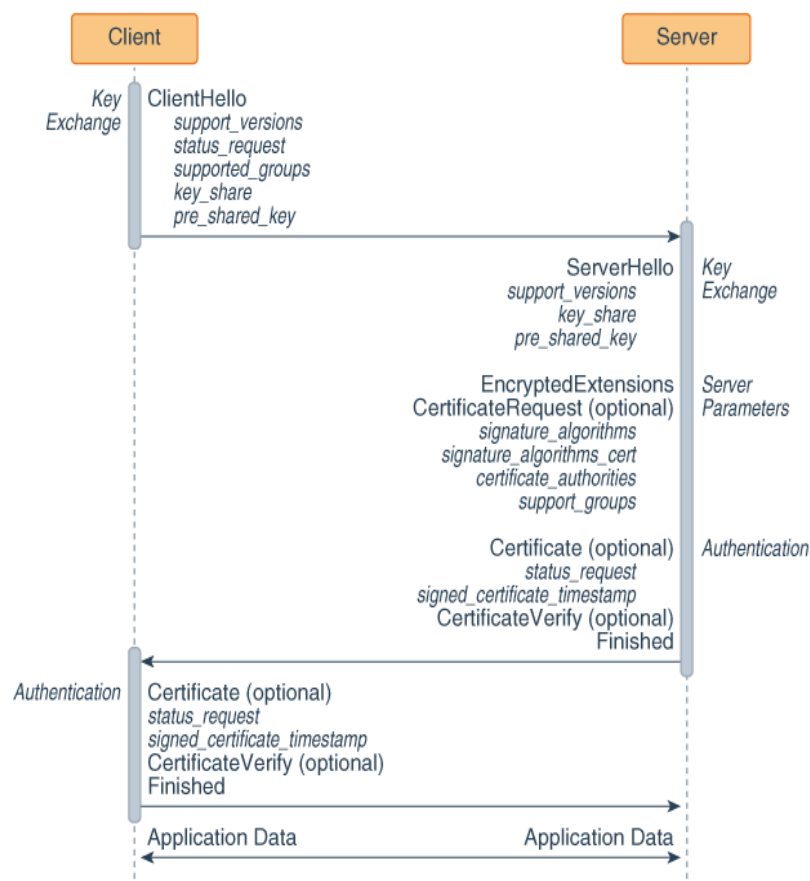 Client
Server
Key
Exchange
ClientHello
support_versions
status_request
supported_groups
key_share
pre_shared_key
ServerHello
support_versions
key_share
pre_shared_key
Key
Exchange
EncryptedExtensions
CertificateRequest (optional)
signature_algorithms
signature_algorithms_cert
certificate_authorities
support_groups
Server
Parameters
Certificate (optional)
status_request
signed_certificate_timestamp
CertificateVerify (optional)
Finished
Authentication
Authentication
Certificate (optional)
status_request
signed_certificate_timestamp
CertificateVerify (optional)
Finished
Application Data
Application Data